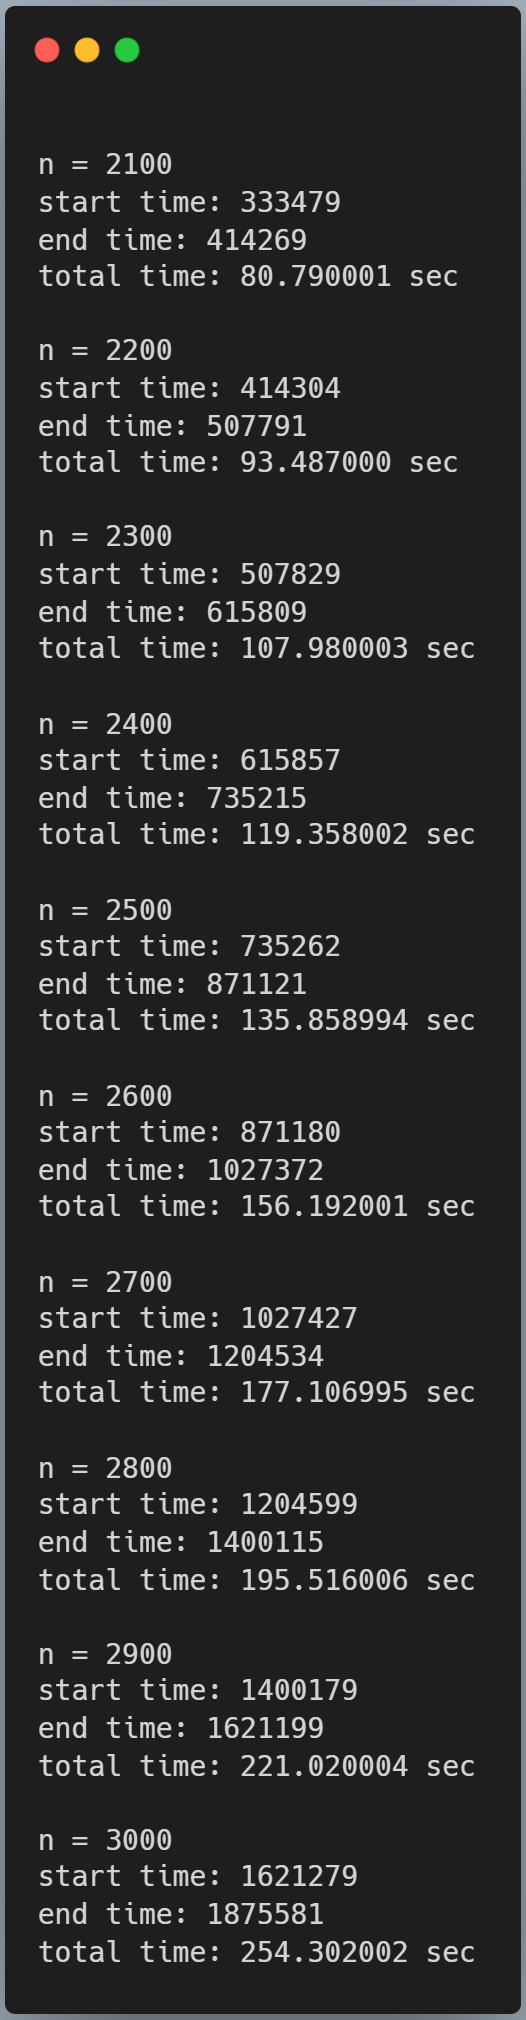 n = 2100
start time: 333479
end time: 414269
total time: 80.790001 sec
n = 2200
start time: 414304
end time: 507791
total time: 93.487000 sec
n = 2300
start time: 507829
end time: 615809
total time: 107.980003 sec
n = 2400
start time: 615857
end time: 735215
total time: 119.358002 sec
n = 2500
start time: 735262
end time: 871121
total time: 135.858994 sec
n = 2600
start time: 871180
end time: 1027372
total time: 156.192001 sec
n = 2700
start time: 1027427
end time: 1204534
total time: 177.106995 sec
n = 2800
start time: 1204599
end time: 1400115
total time: 195.516006 sec
n = 2900
start time: 1400179
end time: 1621199
total time: 221.020004 sec
n = 3000
start time: 1621279
end time: 1875581
total time: 254.302002 sec